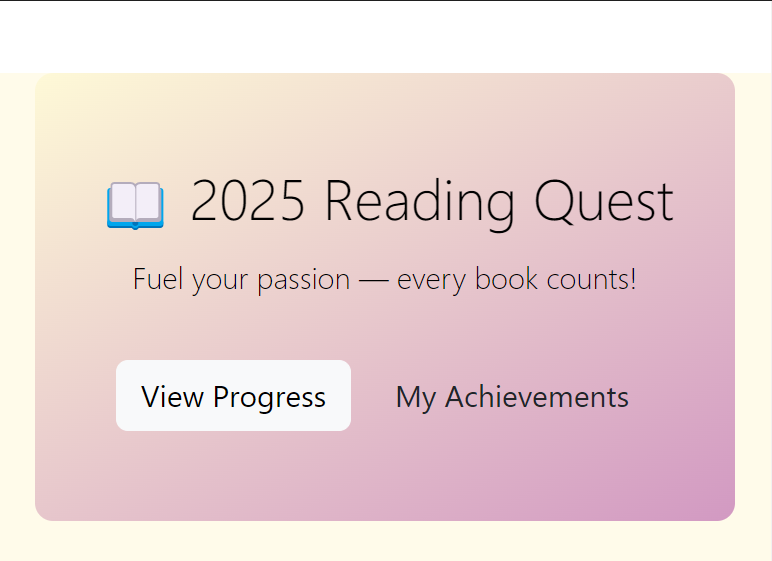 📖 2025 Reading Quest
Fuel your passion — every book counts!
View Progress
My Achievements